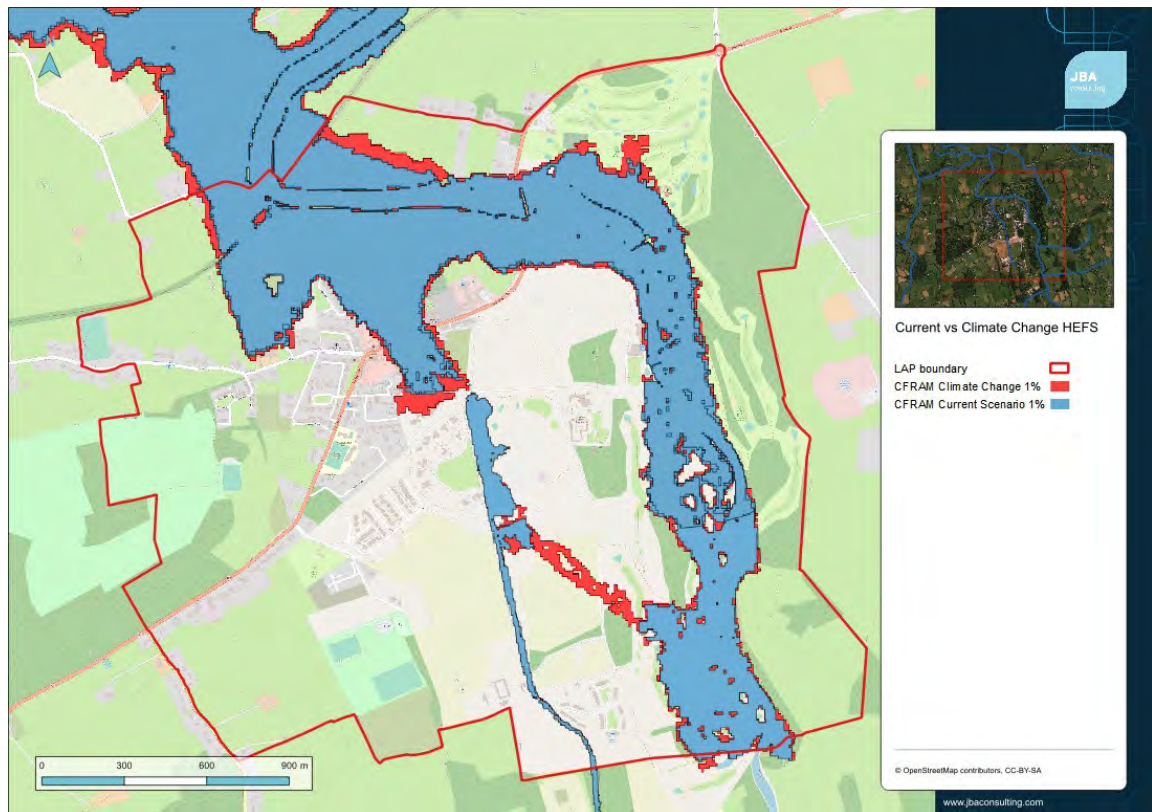 JBA
Current vs Climate Change HEFS
LAP boundary
CFRAM Climate Change 1%
CFRAM Current Scenario 1%
0 300 600 900 m
© OpenStreetMap contributors, CC-BY-SA
www.jbaconsulting.com